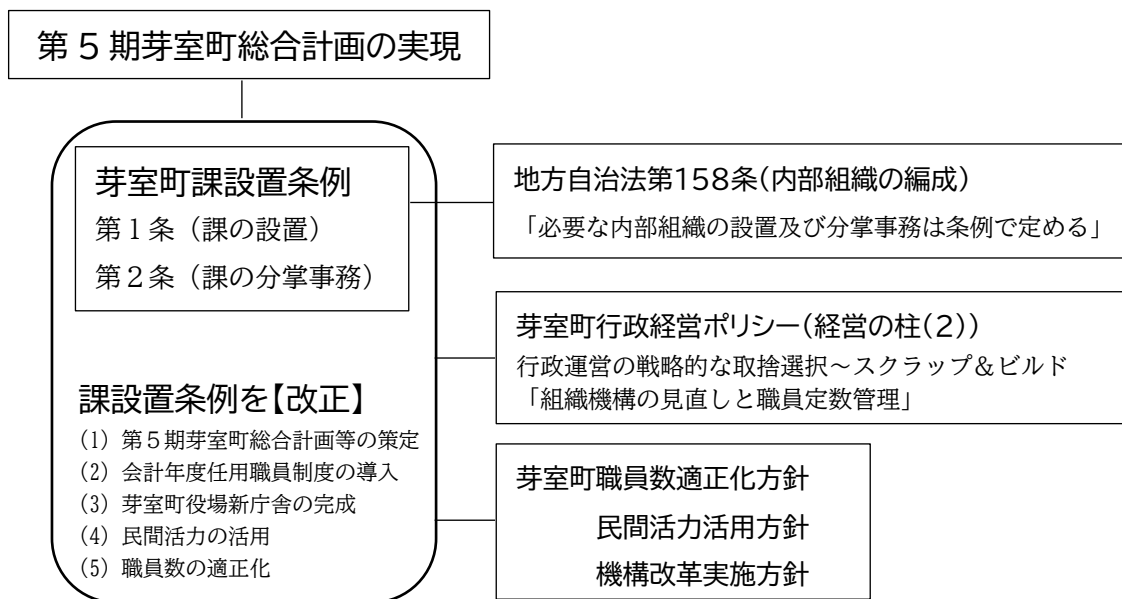 第５期芽室町総合計画の実現
芽室町課設置条例
第１条（課の設置）
第２条（課の分掌事務）
課設置条例を【改正】
(1) 第５期芽室町総合計画等の策定
(2) 会計年度任用職員制度の導入
(3) 芽室町役場新庁舎の完成
(4) 民間活力の活用
(5) 職員数の適正化
地方自治法第158条(内部組織の編成)
「必要な内部組織の設置及び分掌事務は条例で定める」
芽室町行政経営ポリシー(経営の柱(2))
行政運営の戦略的な取捨選択～スクラップ＆ビルド
「組織機構の見直しと職員定数管理」
芽室町職員数適正化方針
民間活力活用方針
機構改革実施方針